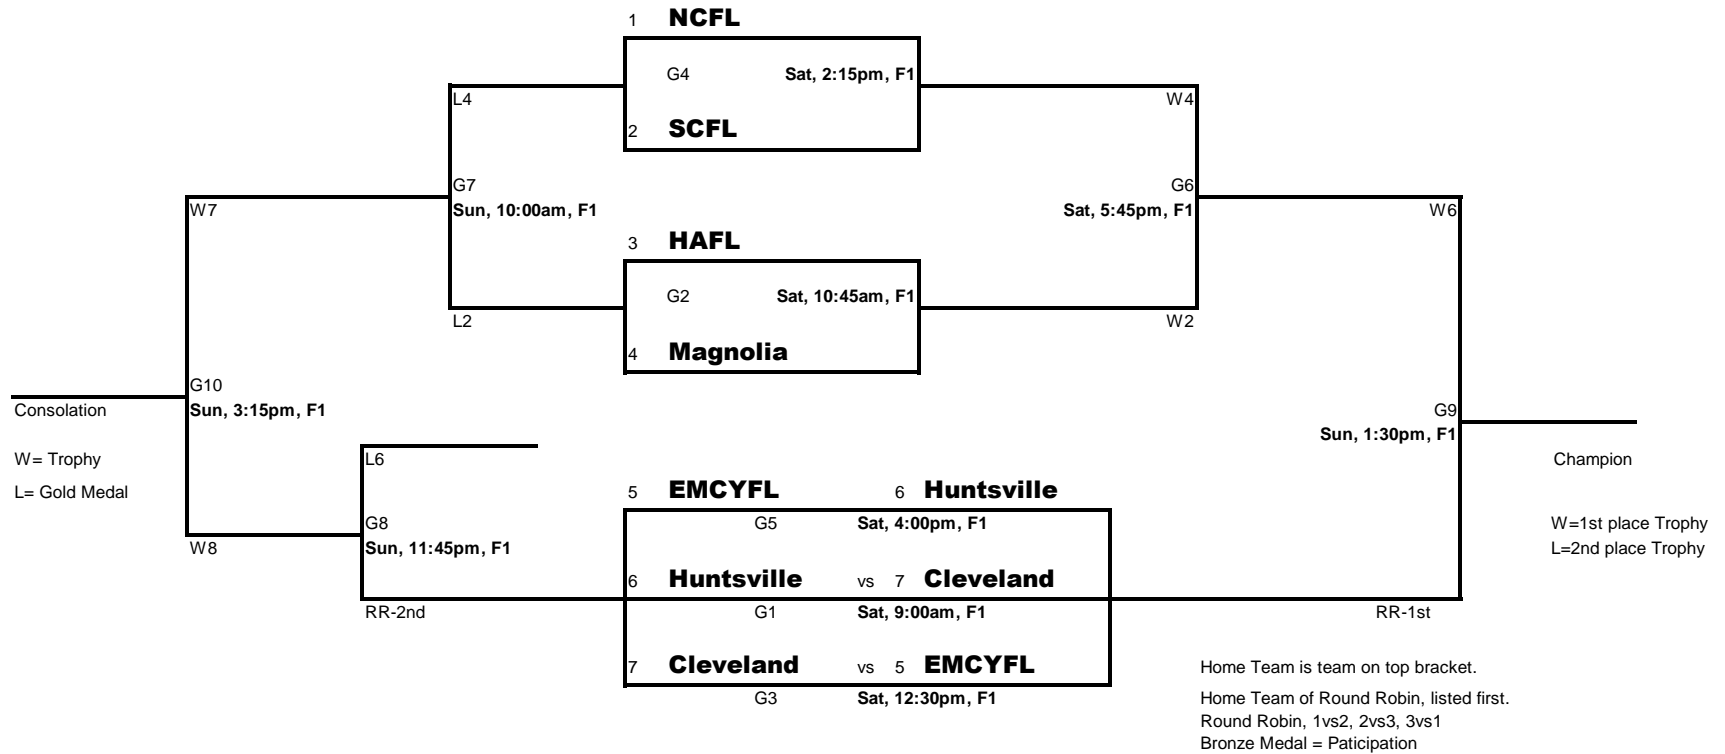 1 NCFL
G4 Sat, 2:15pm, F1
L4 W4
2 SCFL
G7 G6
W7 Sun, 10:00am, F1 Sat, 5:45pm, F1 W6
3 HAFL
G2 Sat, 10:45am, F1
L2 W2
4 Magnolia
G10
Consolation Sun, 3:15pm, F1 G9
Sun, 1:30pm, F1
W= Trophy L6 Champion
L= Gold Medal 5 EMCYFL 6 Huntsville
G8 G5 Sat, 4:00pm, F1 W=1st place Trophy
W8 Sun, 11:45pm, F1 L=2nd place Trophy
6 Huntsville vs 7 Cleveland
RR-2nd G1 Sat, 9:00am, F1 RR-1st
7 Cleveland vs 5 EMCYFL Home Team is team on top bracket.
G3 Sat, 12:30pm, F1 Home Team of Round Robin, listed first.
Round Robin, 1vs2, 2vs3, 3vs1
Bronze Medal = Paticipation